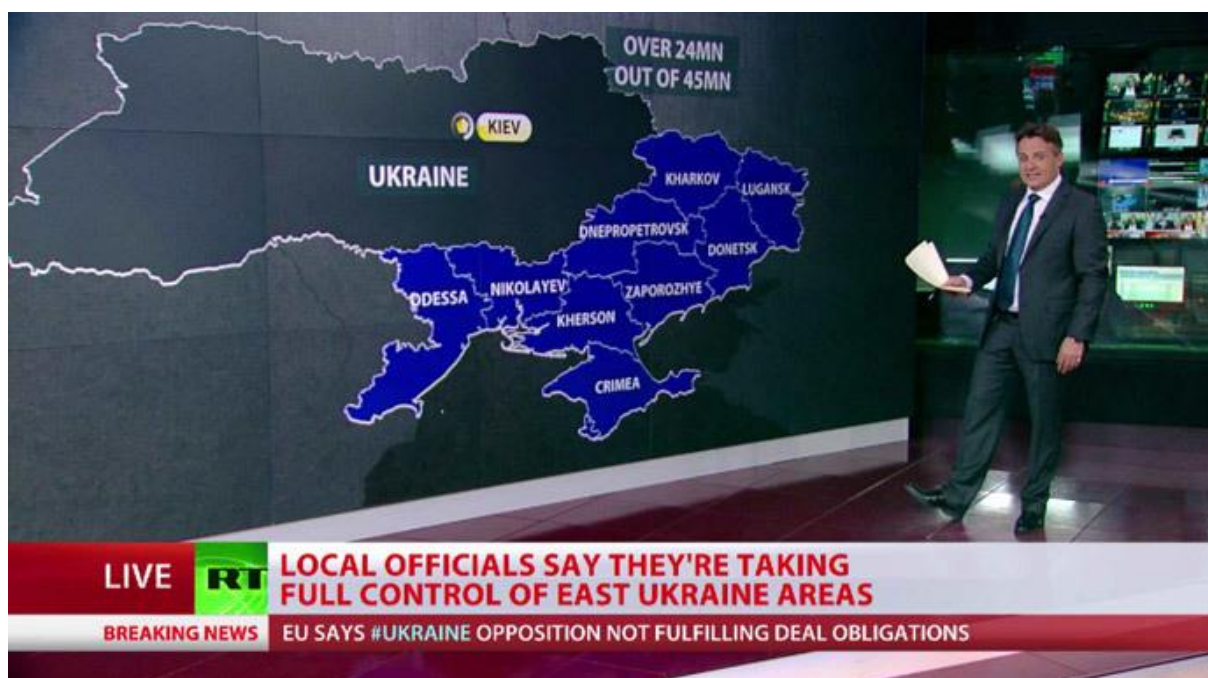 OVER 24MN
OUT OF 45MN
KIEV
UKRAINE
KHARKOV
LUGANSK
DNEPROPETROVSK
DONETSK
ODESSA
NIKOLAYEV
ZAPOROZHYE
KHERSON
CRIMEA
LIVE
RT
LOCAL OFFICIALS SAY THEY'RE TAKING
FULL CONTROL OF EAST UKRAINE AREAS
BREAKING NEWS
EU SAYS #UKRAINE OPPOSITION NOT FULFILLING DEAL OBLIGATIONS